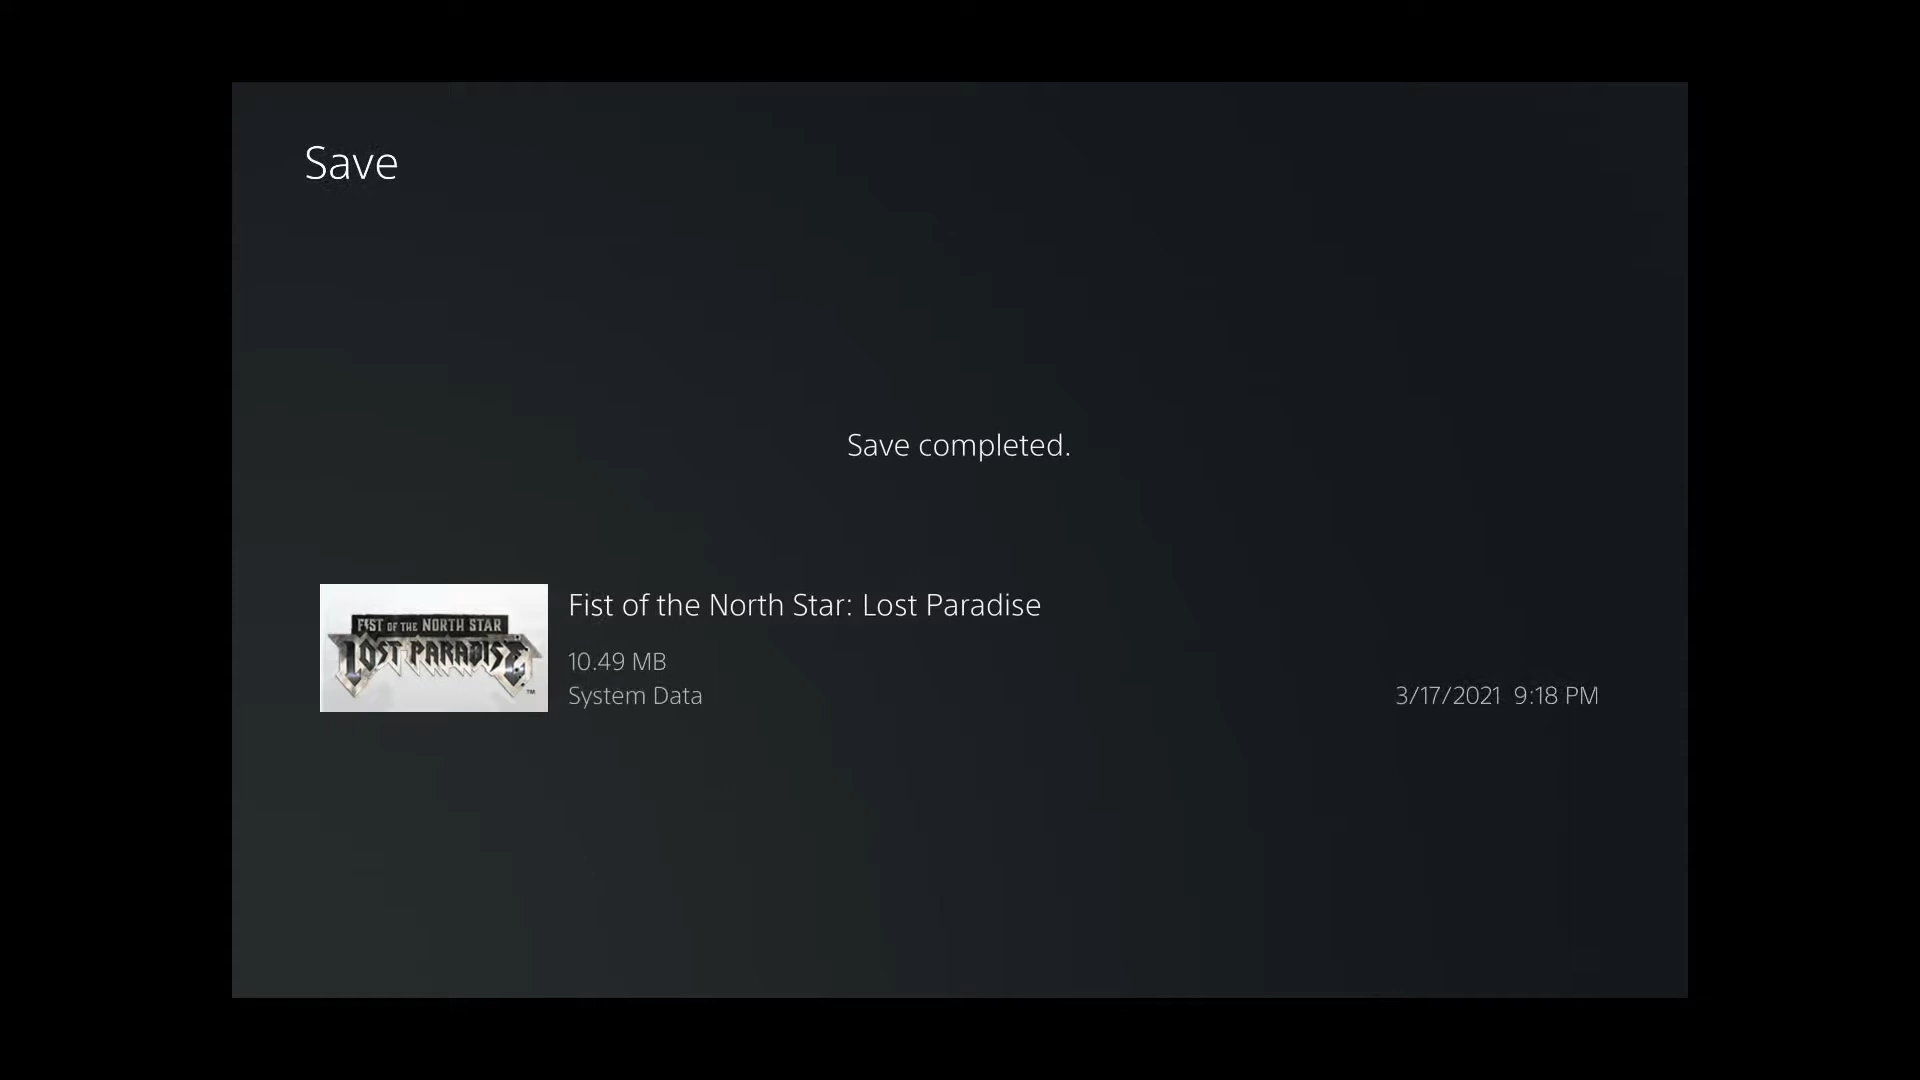 Save
Save completed.
FIST OF THE NORTH STAR
LOST PARADISE
TM
Fist of the North Star: Lost Paradise
10.49 MB
System Data
3/17/2021 9:18 PM